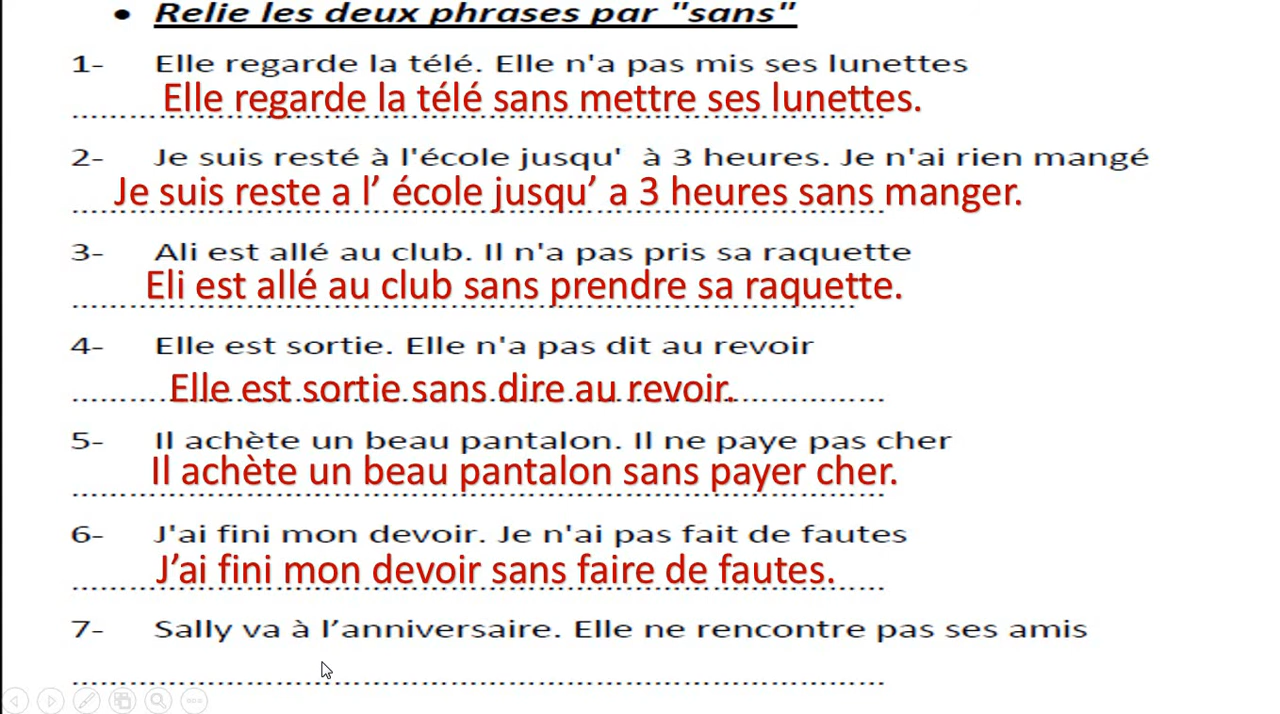 • Relie les deux phrases par "sans"
1- Elle regarde la télé. Elle n'a pas mis ses lunettes
Elle regarde la télé sans mettre ses lunettes.
2- Je suis resté à l'école jusqu' à 3 heures. Je n'ai rien mangé
Je suis reste a l’ école jusqu’ a 3 heures sans manger.
3- Ali est allé au club. Il n'a pas pris sa raquette
Eli est allé au club sans prendre sa raquette.
4- Elle est sortie. Elle n'a pas dit au revoir
Elle est sortie sans dire au revoir.
5- Il achète un beau pantalon. Il ne paye pas cher
Il achète un beau pantalon sans payer cher.
6- J'ai fini mon devoir. Je n'ai pas fait de fautes
J’ai fini mon devoir sans faire de fautes.
7- Sally va à l’anniversaire. Elle ne rencontre pas ses amis